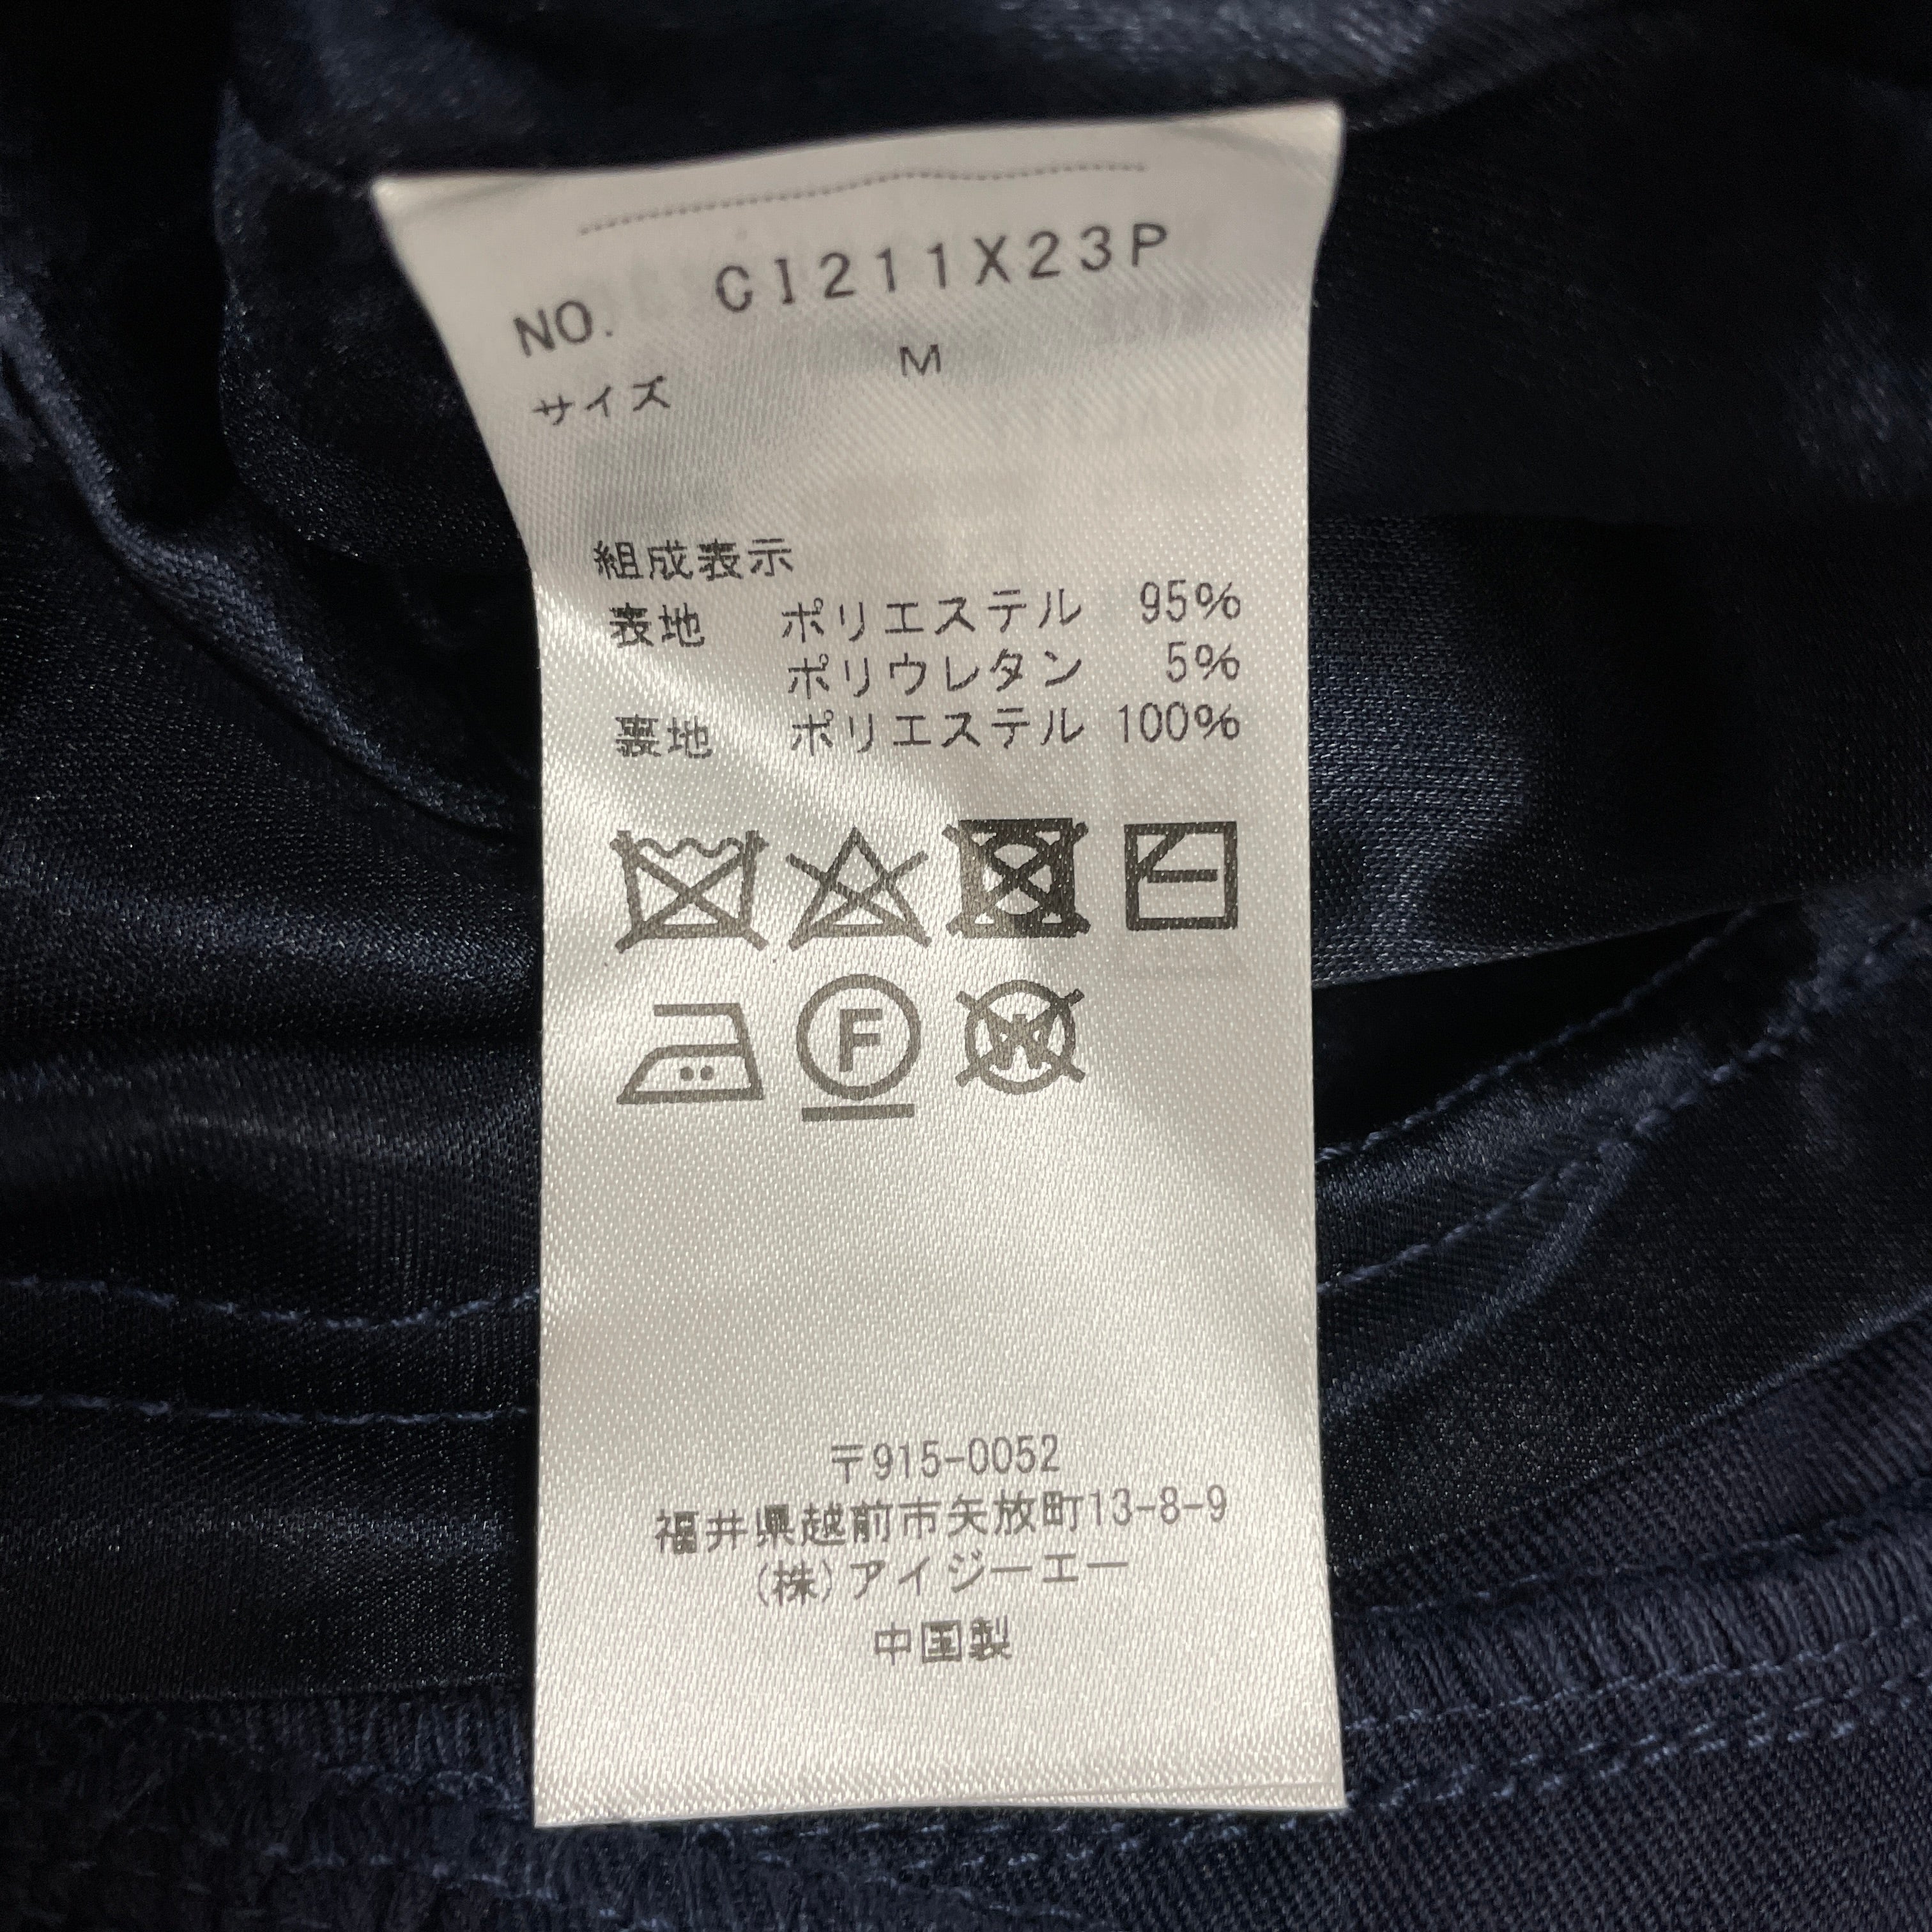 NO. CI211X23P
サイズ M
組成表示
表地 ポリエステル 95%
ポリウレタン 5%
裏地 ポリエステル 100%
F
W
〒915-0052
福井県越前市矢放町13-8-9
(株)アイジーエー
中国製